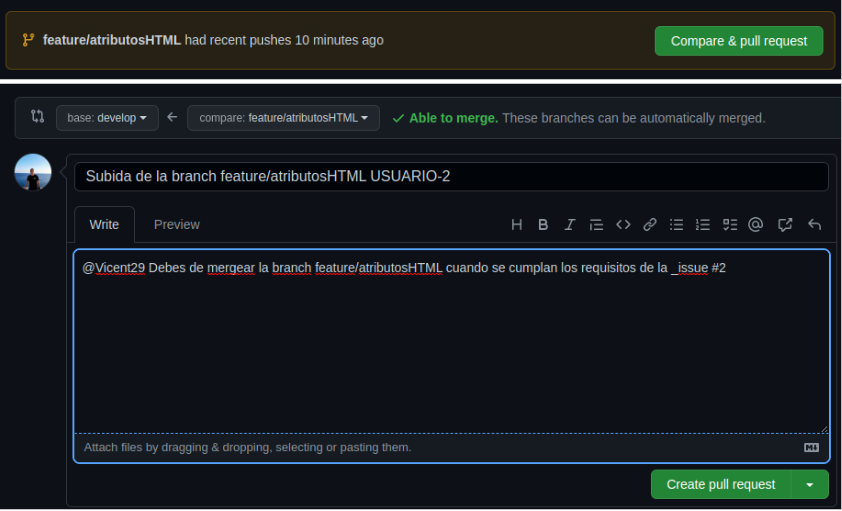 feature/atributosHTML had recent pushes 10 minutes ago
Compare & pull request
base: develop
compare: feature/atributosHTML
Able to merge. These branches can be automatically merged.
Subida de la branch feature/atributosHTML USUARIO-2
Write
Preview
@Vicent29 Debes de mergear la branch feature/atributosHTML cuando se cumplan los requisitos de la _issue #2
Attach files by dragging & dropping, selecting or pasting them.
Create pull request